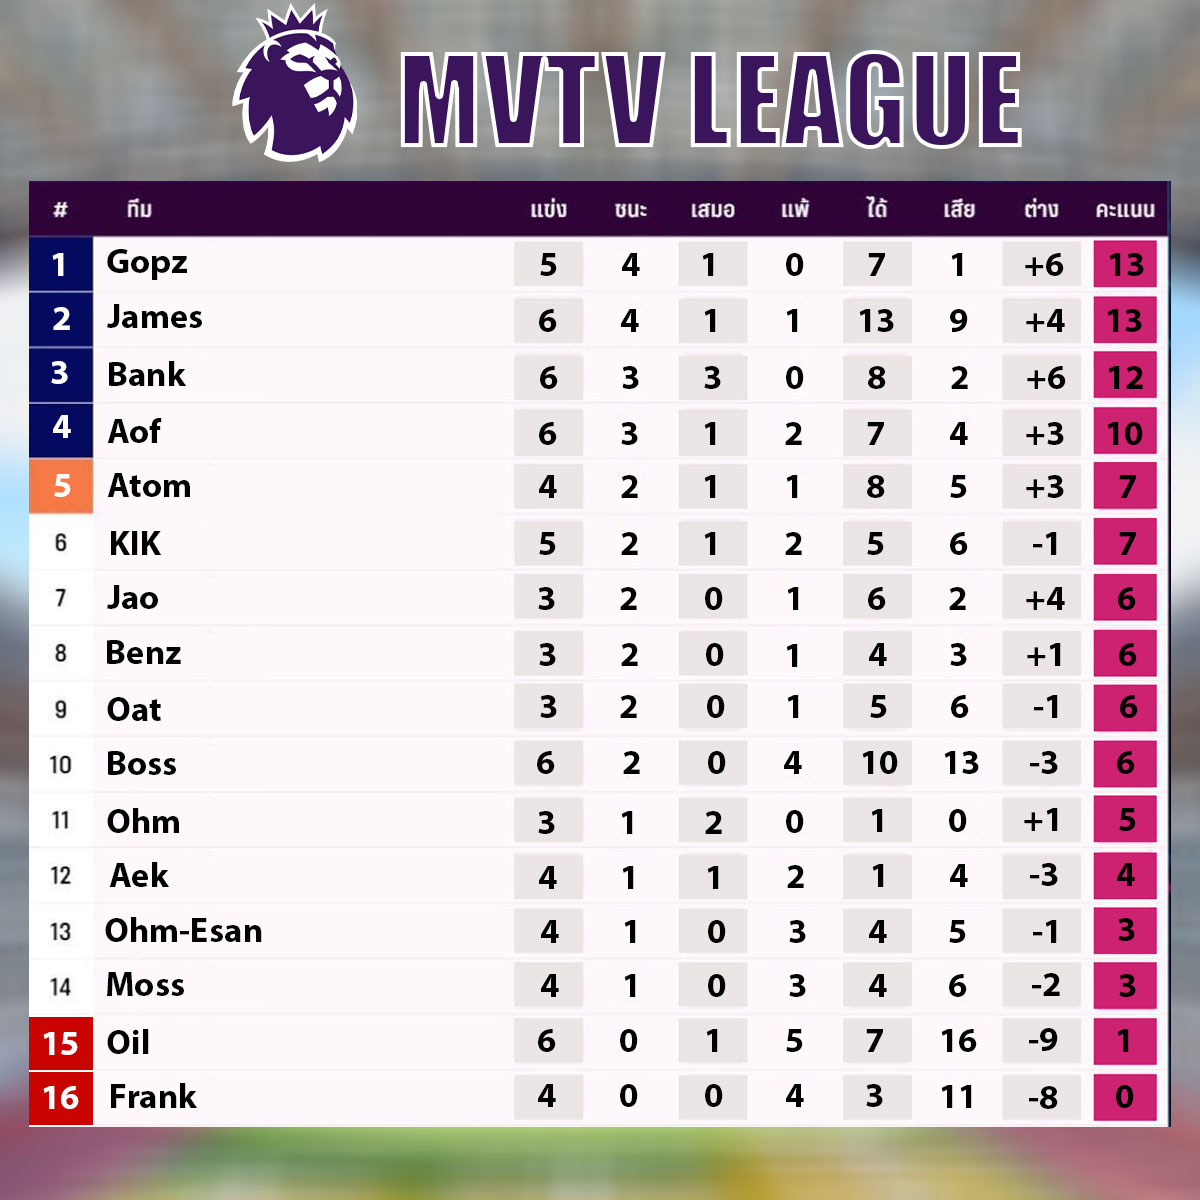 MVTV LEAGUE
# ทีม แข่ง ชนะ เสมอ แพ้ ได้ เสีย ต่าง คะแนน
1 Gopz 5 4 1 0 7 1 +6 13
2 James 6 4 1 1 13 9 +4 13
3 Bank 6 3 3 0 8 2 +6 12
4 Aof 6 3 1 2 7 4 +3 10
5 Atom 4 2 1 1 8 5 +3 7
6 KIK 5 2 1 2 5 6 -1 7
7 Jao 3 2 0 1 6 2 +4 6
8 Benz 3 2 0 1 4 3 +1 6
9 Oat 3 2 0 1 5 6 -1 6
10 Boss 6 2 0 4 10 13 -3 6
11 Ohm 3 1 2 0 1 0 +1 5
12 Aek 4 1 1 2 1 4 -3 4
13 Ohm-Esan 4 1 0 3 4 5 -1 3
14 Moss 4 1 0 3 4 6 -2 3
15 Oil 6 0 1 5 7 16 -9 1
16 Frank 4 0 0 4 3 11 -8 0